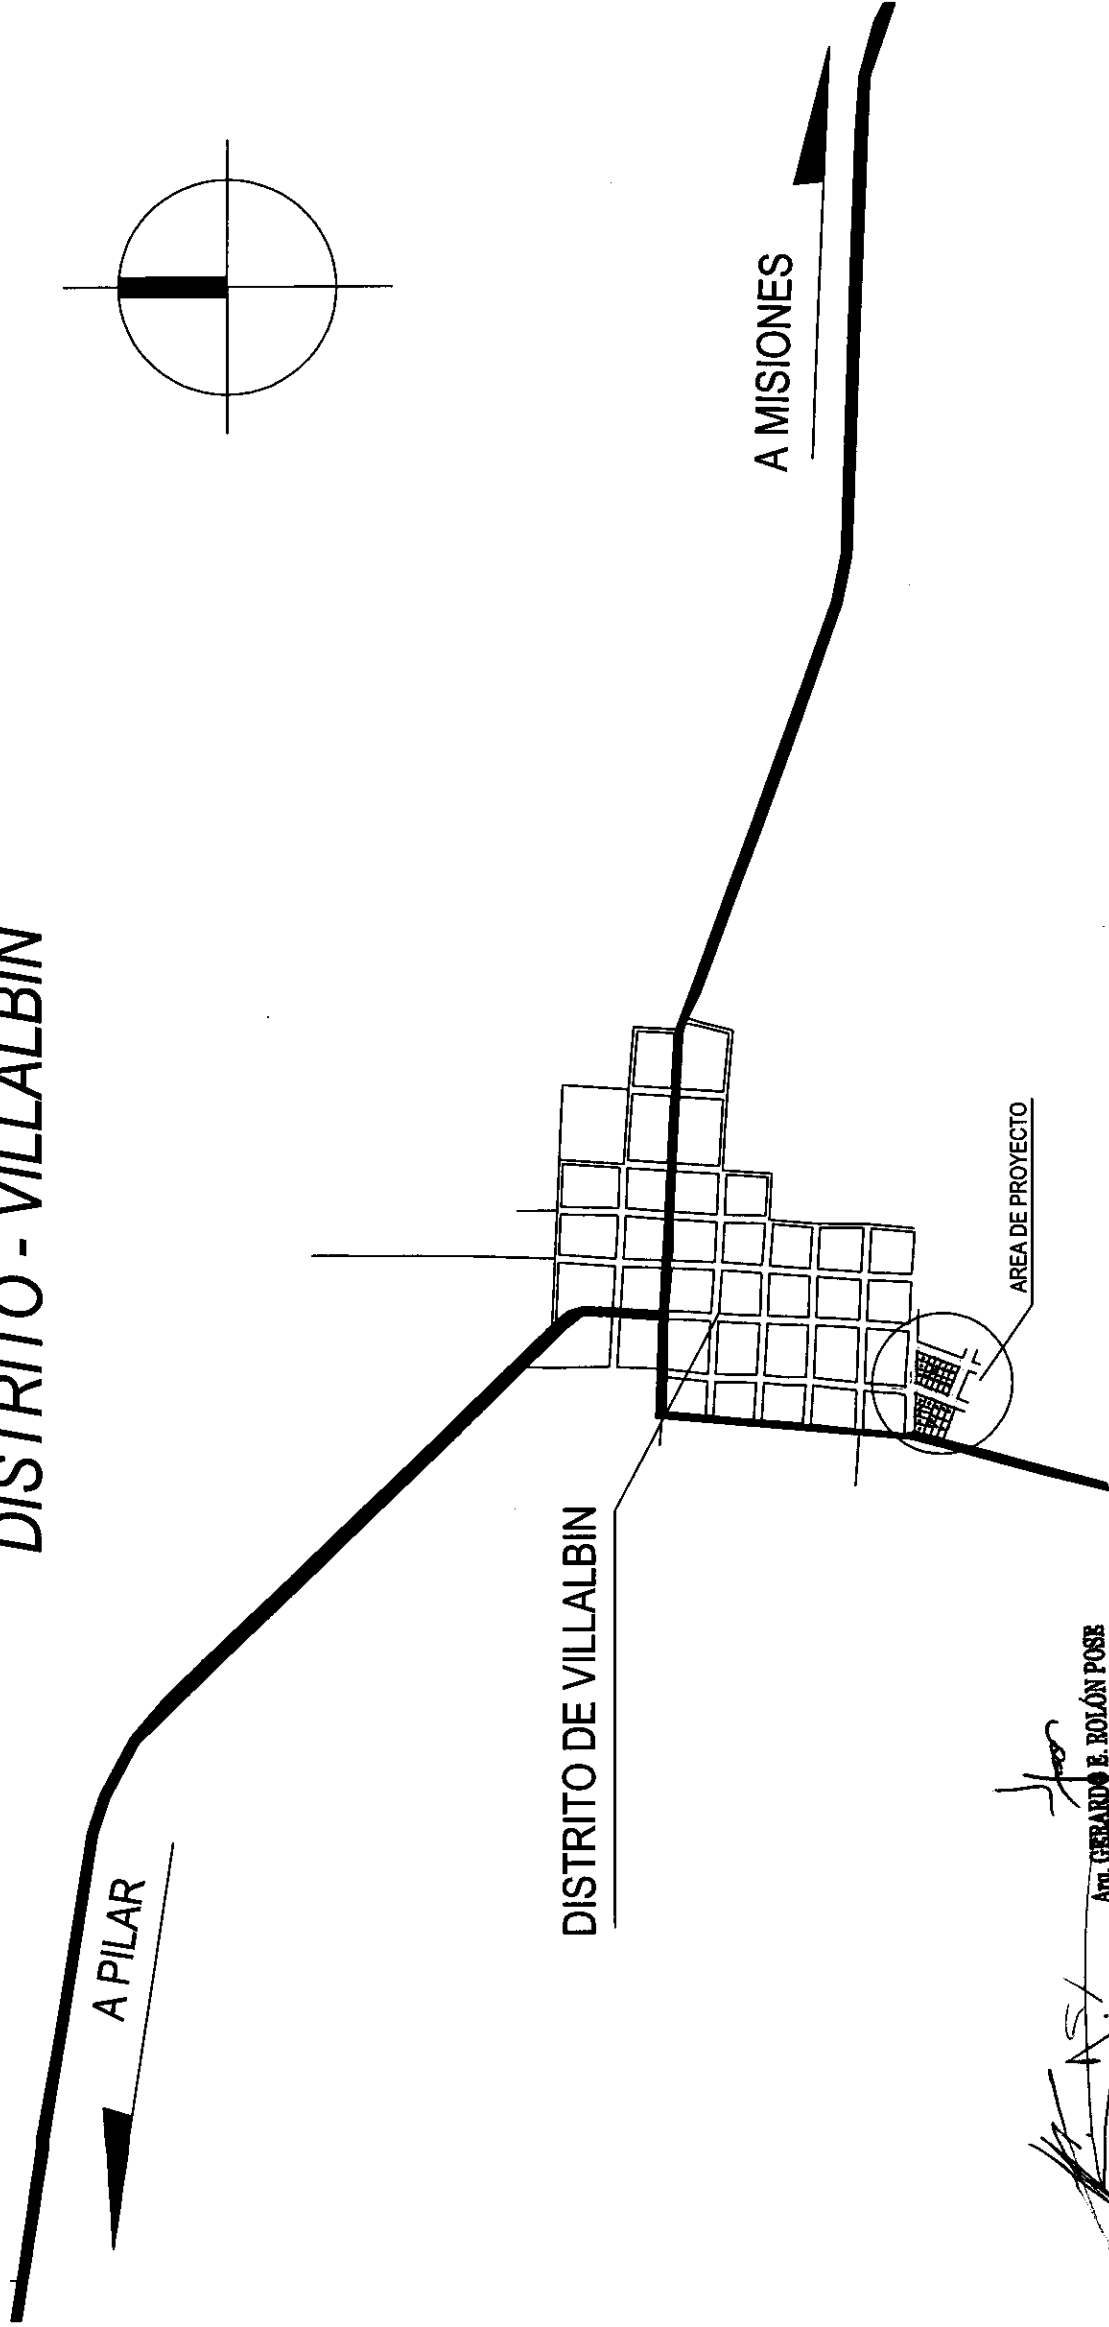 DISTRITO - VILLALBIN
A PILAR
A MISIONES
DISTRITO DE VILLALBIN
AREA DE PROYECTO
Arq. GERARDO E. ROLÓN POSE